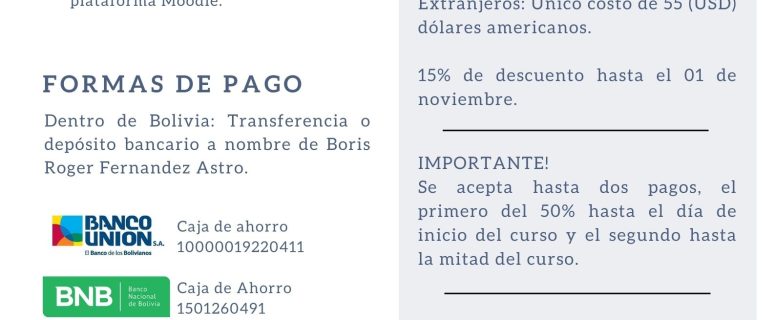 plataforma Moodle.
FORMAS DE PAGO
Dentro de Bolivia: Transferencia o
depósito bancario a nombre de Boris
Roger Fernandez Astro.
BANCO
UNION S.A.
El Banco de los Bolivianos
Caja de ahorro
10000019220411
BNB
Banco
Nacional
de Bolivia
Caja de Ahorro
1501260491
Extranjeros: Único costo de 55 (USD)
dólares americanos.
15% de descuento hasta el 01 de
noviembre.
IMPORTANTE!
Se acepta hasta dos pagos, el
primero del 50% hasta el día de
inicio del curso y el segundo hasta
la mitad del curso.